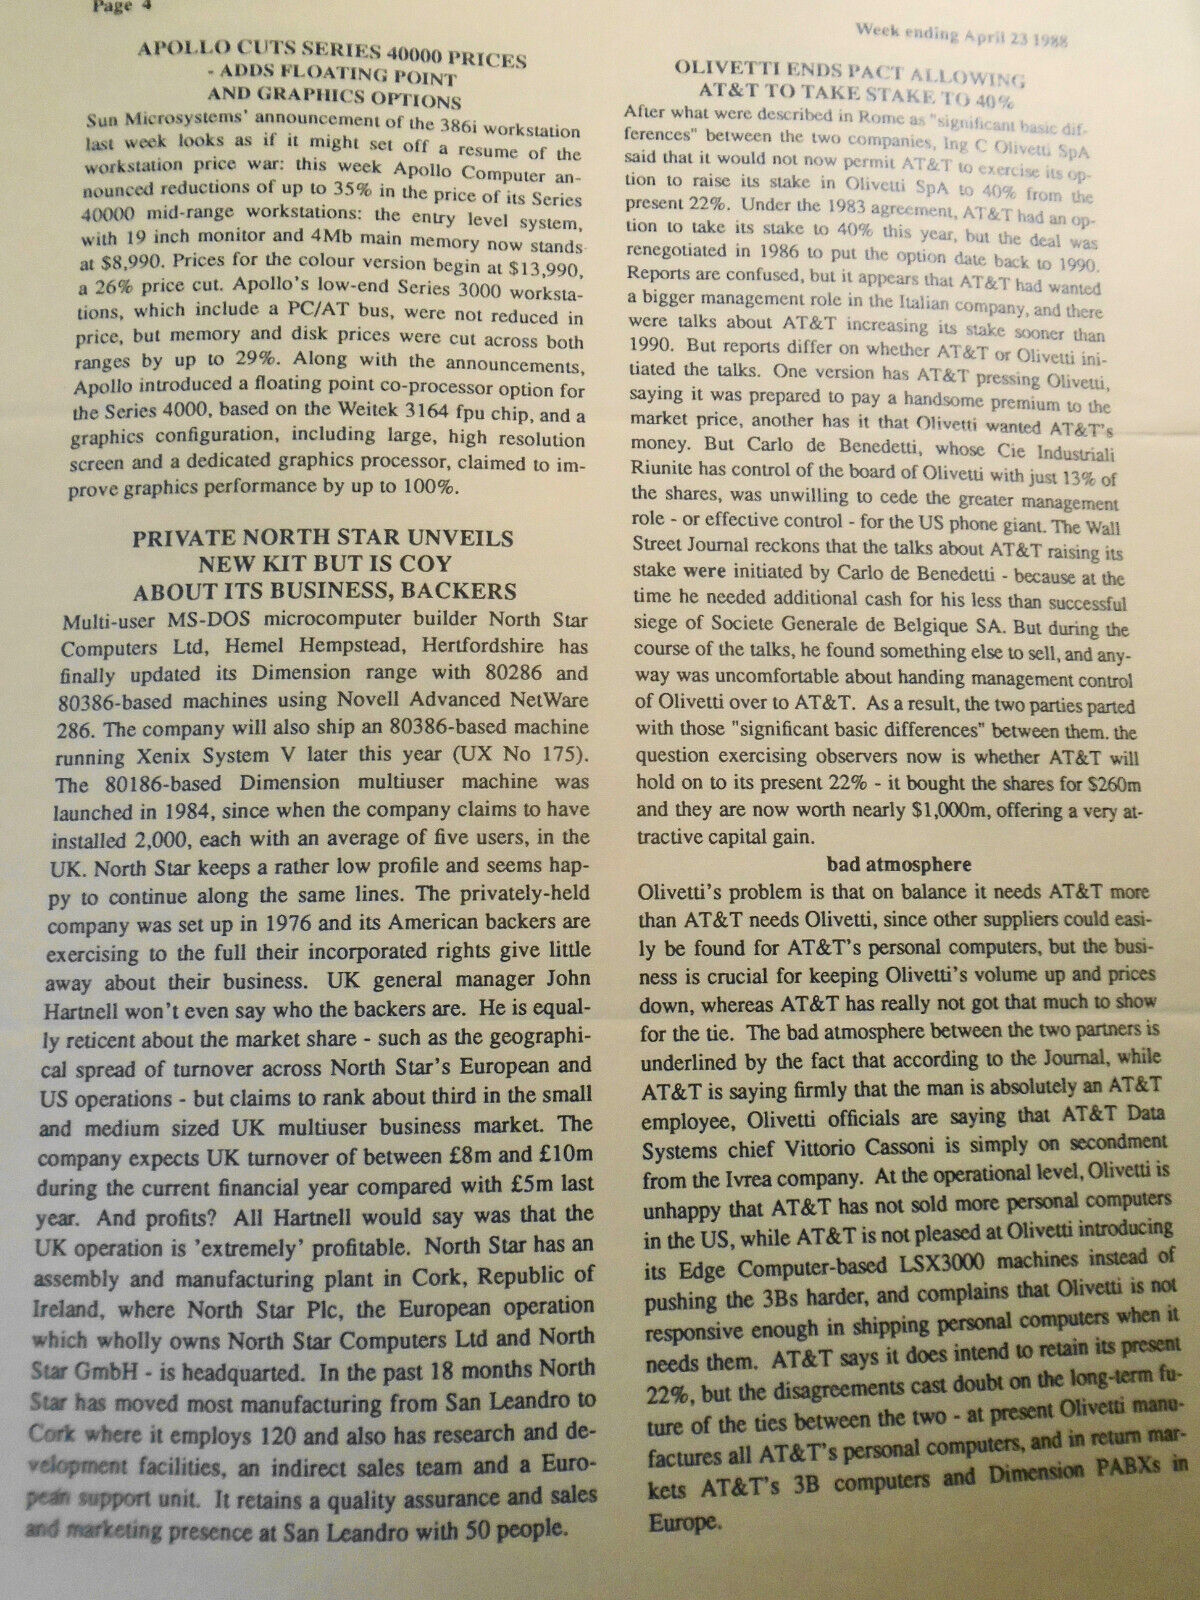 Page 4
Week ending April 23 1988
APOLLO CUTS SERIES 40000 PRICES
- ADDS FLOATING POINT
AND GRAPHICS OPTIONS
Sun Microsystems' announcement of the 386i workstation
last week looks as if it might set off a resume of the
workstation price war: this week Apollo Computer an-
nounced reductions of up to 35% in the price of its Series
40000 mid-range workstations: the entry level system,
with 19 inch monitor and 4Mb main memory now stands
at $8,990. Prices for the colour version begin at $13,990,
a 26% price cut. Apollo's low-end Series 3000 worksta-
tions, which include a PC/AT bus, were not reduced in
price, but memory and disk prices were cut across both
ranges by up to 29%. Along with the announcements,
Apollo introduced a floating point co-processor option for
the Series 4000, based on the Weitek 3164 fpu chip, and a
graphics configuration, including large, high resolution
screen and a dedicated graphics processor, claimed to im-
prove graphics performance by up to 100%.
PRIVATE NORTH STAR UNVEILS
NEW KIT BUT IS COY
ABOUT ITS BUSINESS, BACKERS
Multi-user MS-DOS microcomputer builder North Star
Computers Ltd, Hemel Hempstead, Hertfordshire has
finally updated its Dimension range with 80286 and
80386-based machines using Novell Advanced NetWare
286. The company will also ship an 80386-based machine
running Xenix System V later this year (UX No 175).
The 80186-based Dimension multiuser machine was
launched in 1984, since when the company claims to have
installed 2,000, each with an average of five users, in the
UK. North Star keeps a rather low profile and seems hap-
py to continue along the same lines. The privately-held
company was set up in 1976 and its American backers are
exercising to the full their incorporated rights give little
away about their business. UK general manager John
Hartnell won't even say who the backers are. He is equal-
ly reticent about the market share - such as the geographi-
cal spread of turnover across North Star's European and
US operations - but claims to rank about third in the small
and medium sized UK multiuser business market. The
company expects UK turnover of between £8m and £10m
during the current financial year compared with £5m last
year. And profits? All Hartnell would say was that the
UK operation is 'extremely' profitable. North Star has an
assembly and manufacturing plant in Cork, Republic of
Ireland, where North Star Plc, the European operation
which wholly owns North Star Computers Ltd and North
Star GmbH - is headquarted. In the past 18 months North
Star has moved most manufacturing from San Leandro to
Cork where it employs 120 and also has research and de-
velopment facilities, an indirect sales team and a Euro-
pean support unit. It retains a quality assurance and sales
and marketing presence at San Leandro with 50 people.
OLIVETTI ENDS PACT ALLOWING
AT&T TO TAKE STAKE TO 40%
After what were described in Rome as "significant basic dif-
ferences" between the two companies, Ing C Olivetti SpA
said that it would not now permit AT&T to exercise its op-
tion to raise its stake in Olivetti SpA to 40% from the
present 22%. Under the 1983 agreement, AT&T had an op-
tion to take its stake to 40% this year, but the deal was
renegotiated in 1986 to put the option date back to 1990.
Reports are confused, but it appears that AT&T had wanted
a bigger management role in the Italian company, and there
were talks about AT&T increasing its stake sooner than
1990. But reports differ on whether AT&T or Olivetti ini-
tiated the talks. One version has AT&T pressing Olivetti,
saying it was prepared to pay a handsome premium to the
market price, another has it that Olivetti wanted AT&T's
money. But Carlo de Benedetti, whose Cie Industriali
Riunite has control of the board of Olivetti with just 13% of
the shares, was unwilling to cede the greater management
role - or effective control - for the US phone giant. The Wall
Street Journal reckons that the talks about AT&T raising its
stake were initiated by Carlo de Benedetti - because at the
time he needed additional cash for his less than successful
siege of Societe Generale de Belgique SA. But during the
course of the talks, he found something else to sell, and any-
way was uncomfortable about handing management control
of Olivetti over to AT&T. As a result, the two parties parted
with those "significant basic differences" between them. the
question exercising observers now is whether AT&T will
hold on to its present 22% - it bought the shares for $260m
and they are now worth nearly $1,000m, offering a very at-
tractive capital gain.
bad atmosphere
Olivetti's problem is that on balance it needs AT&T more
than AT&T needs Olivetti, since other suppliers could easi-
ly be found for AT&T's personal computers, but the busi-
ness is crucial for keeping Olivetti's volume up and prices
down, whereas AT&T has really not got that much to show
for the tie. The bad atmosphere between the two partners is
underlined by the fact that according to the Journal, while
AT&T is saying firmly that the man is absolutely an AT&T
employee, Olivetti officials are saying that AT&T Data
Systems chief Vittorio Cassoni is simply on secondment
from the Ivrea company. At the operational level, Olivetti is
unhappy that AT&T has not sold more personal computers
in the US, while AT&T is not pleased at Olivetti introducing
its Edge Computer-based LSX3000 machines instead of
pushing the 3Bs harder, and complains that Olivetti is not
responsive enough in shipping personal computers when it
needs them. AT&T says it does intend to retain its present
22%, but the disagreements cast doubt on the long-term fu-
ture of the ties between the two - at present Olivetti manu-
factures all AT&T's personal computers, and in return mar-
kets AT&T's 3B computers and Dimension PABXs in
Europe.